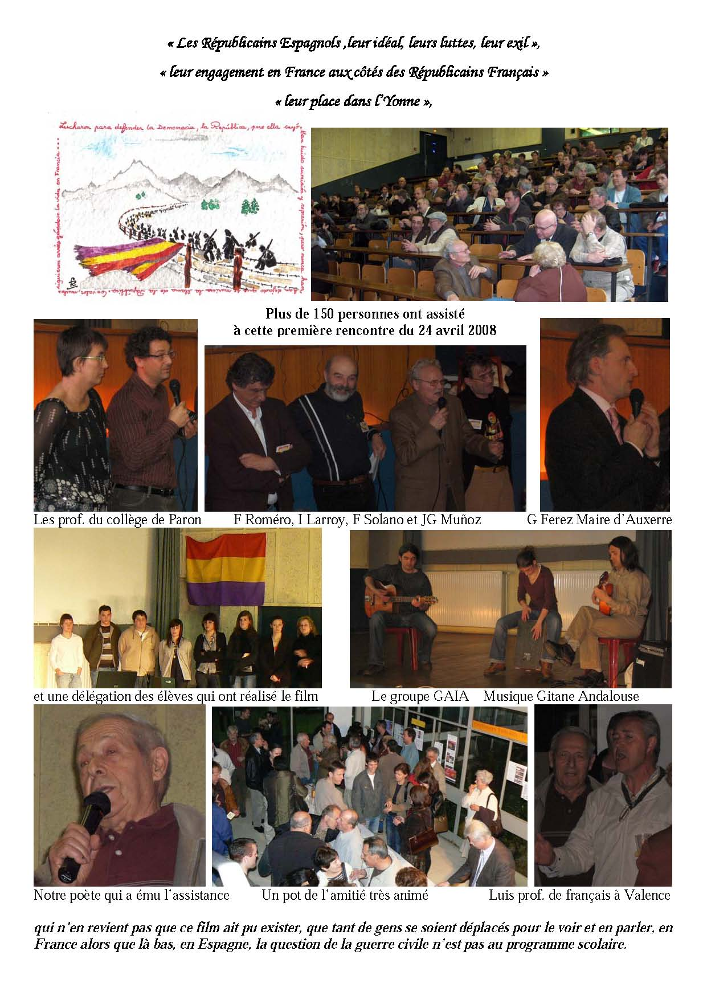 « Les Républicains Espagnols ,leur idéal, leurs luttes, leur exil »,
« leur engagement en France aux côtés des Républicains Français »
« leur place dans l'Yonne »,
Lucharon para defender la Democracia, la República, pero ella cayó.
Han huido sumisión y represión, pero nunca han
dejado que se muriese la llama de la República. Con valor, muchos
siguieron arriesgándose la vida en Francia...
Plus de 150 personnes ont assisté
à cette première rencontre du 24 avril 2008
Les prof. du collège de Paron
F Roméro, I Larroy, F Solano et JG Muñoz
G Ferez Maire d'Auxerre
et une délégation des élèves qui ont réalisé le film
Le groupe GAIA Musique Gitane Andalouse
Laney
Notre poète qui a ému l'assistance
Un pot de l'amitié très animé
Luis prof. de français à Valence
qui n'en revient pas que ce film ait pu exister, que tant de gens se soient déplacés pour le voir et en parler, en
France alors que là bas, en Espagne, la question de la guerre civile n'est pas au programme scolaire.